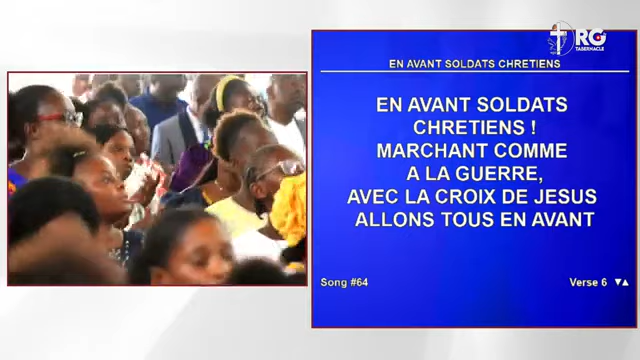 RG
TABERNACLE
EN AVANT SOLDATS CHRETIENS
EN AVANT SOLDATS
CHRETIENS !
MARCHANT COMME
A LA GUERRE,
AVEC LA CROIX DE JESUS
ALLONS TOUS EN AVANT
Song #64
Verse 6 ▼▲